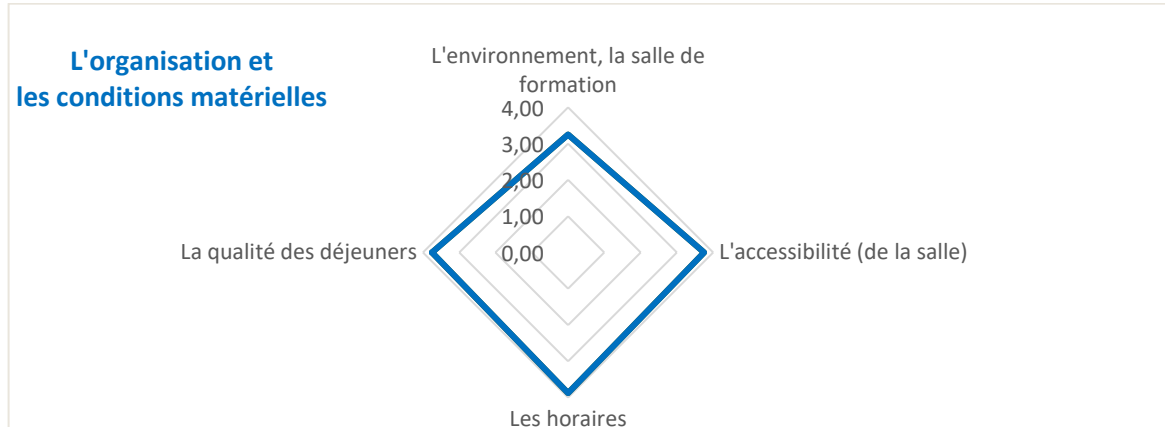 L'organisation et
les conditions matérielles
L'environnement, la salle de
formation
4,00
3,00
2,00
1,00
0,00
La qualité des déjeuners
L'accessibilité (de la salle)
Les horaires